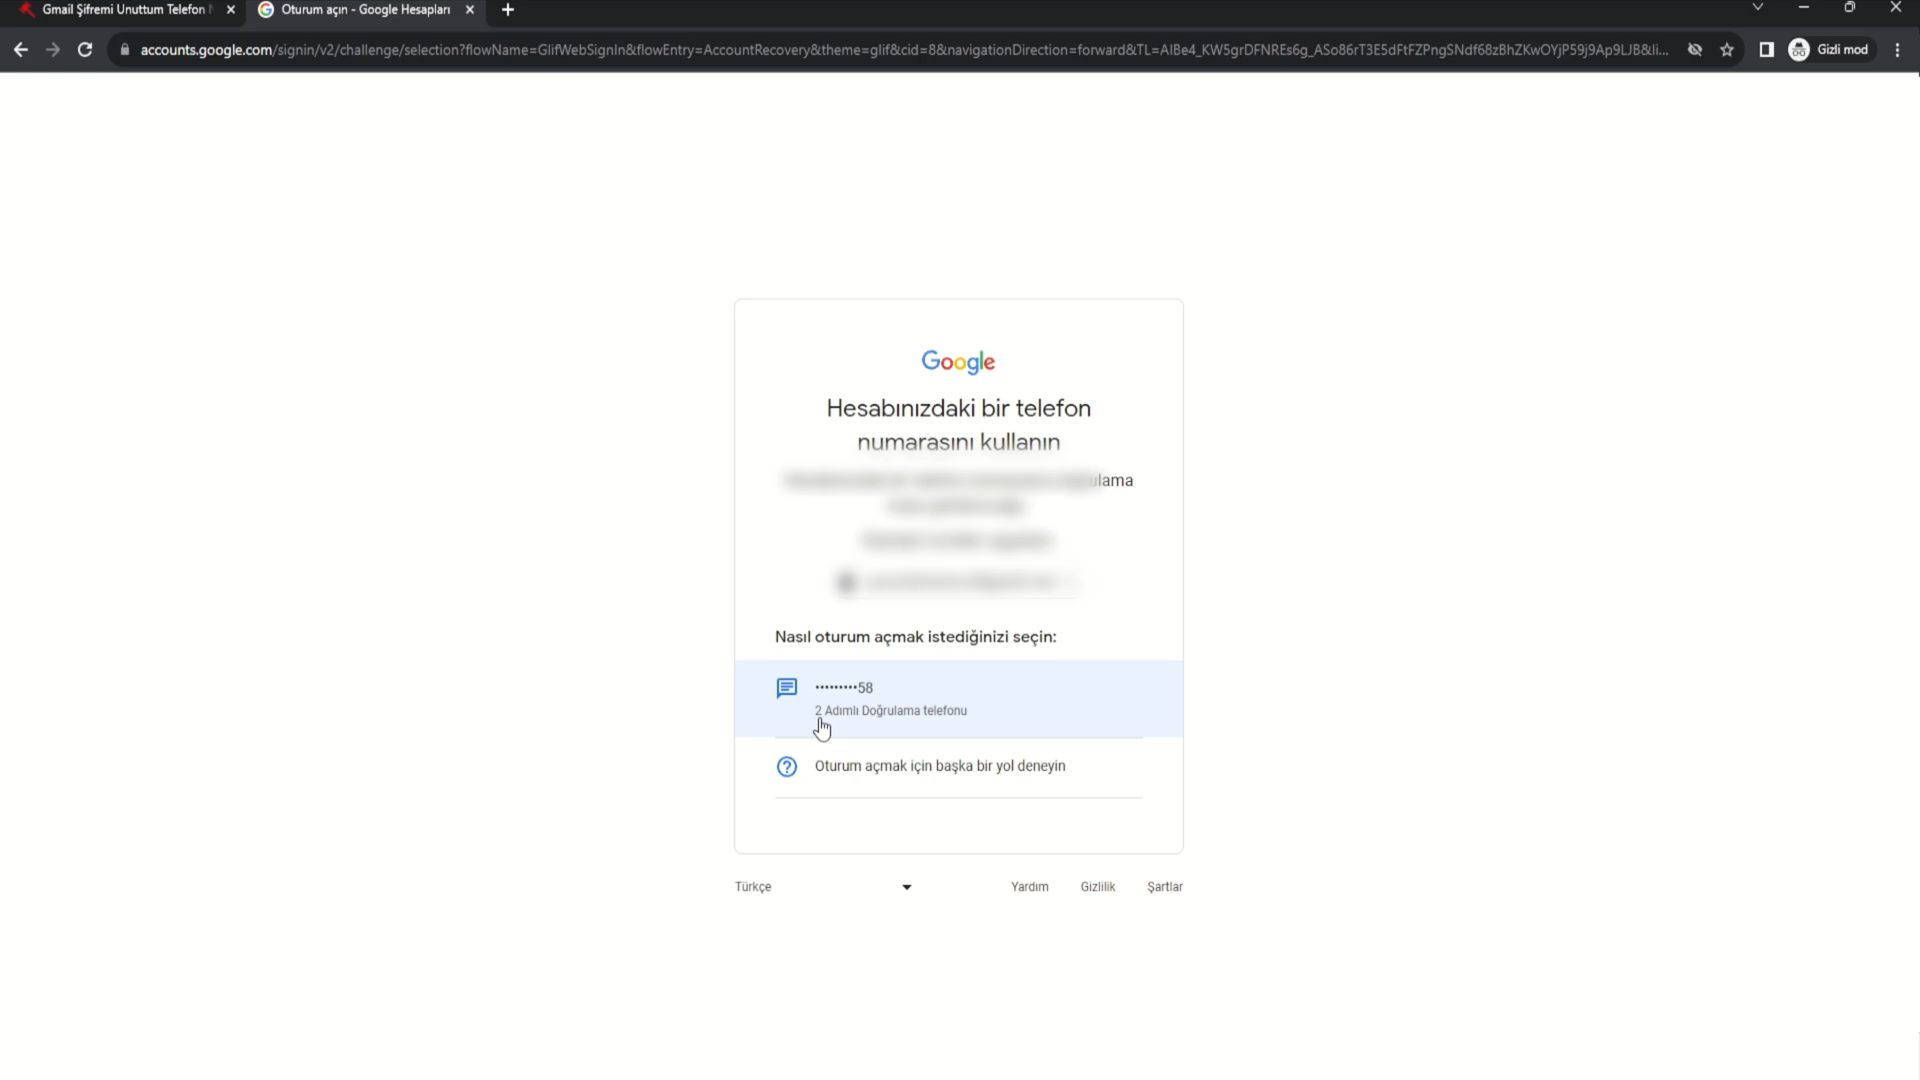 Gmail Şifremi Unuttum Telefon
Oturum açın - Google Hesapları
accounts.google.com/signin/v2/challenge/selection?flowName=GlifWebSignIn&flowEntry=AccountRecovery&theme=glif&cid=8&navigationDirection=forward&TL=AlBe4_KW5grDFNREs6g_ASo86rT3E5dFtFZPngSNdf68zBhZKwOYjP59j9Ap9LJB&li...
Gizli mod
Google
Hesabınızdaki bir telefon
numarasını kullanın
ulama
Nasıl oturum açmak istediğinizi seçin:
•••••••••58
2 Adımlı Doğrulama telefonu
Oturum açmak için başka bir yol deneyin
Türkçe
Yardım
Gizlilik
Şartlar